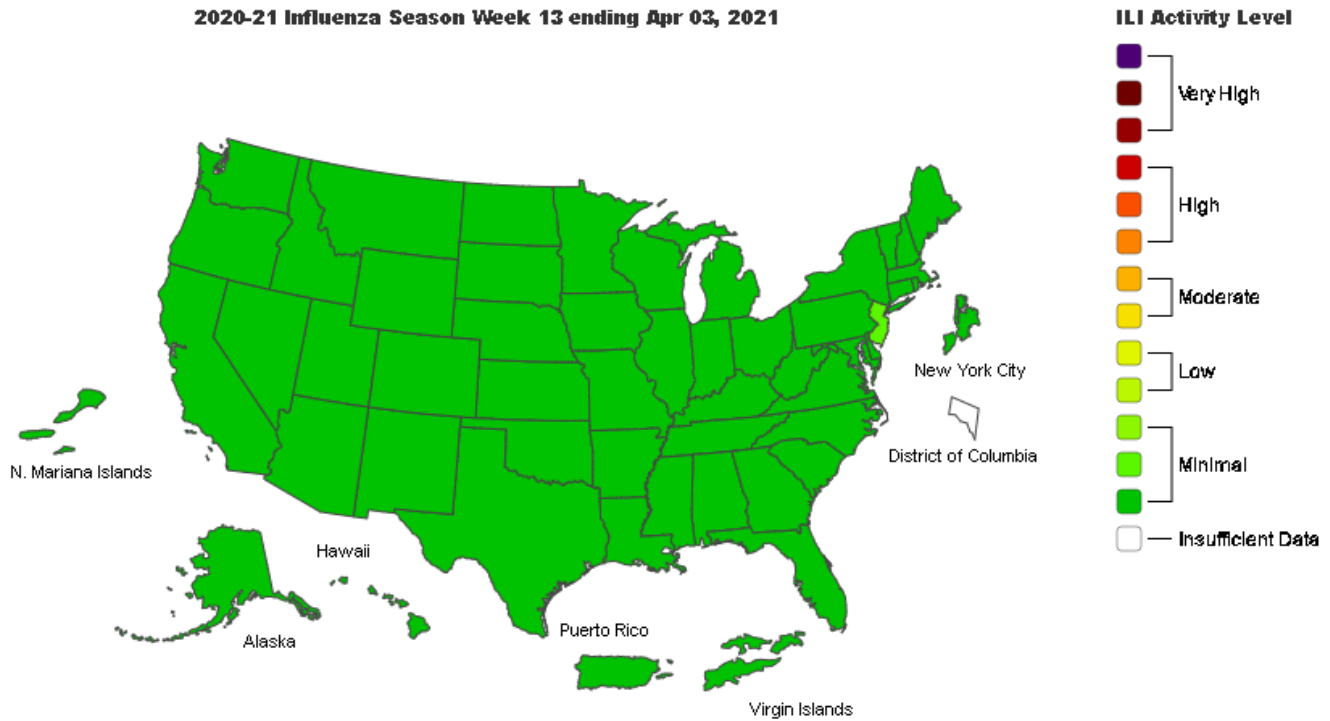 2020-21 Influenza Season Week 13 ending Apr 03, 2021
ILI Activity Level
Very High
High
Moderate
Low
Minimal
Insufficient Data
New York City
District of Columbia
N. Mariana Islands
Hawaii
Alaska
Puerto Rico
Virgin Islands